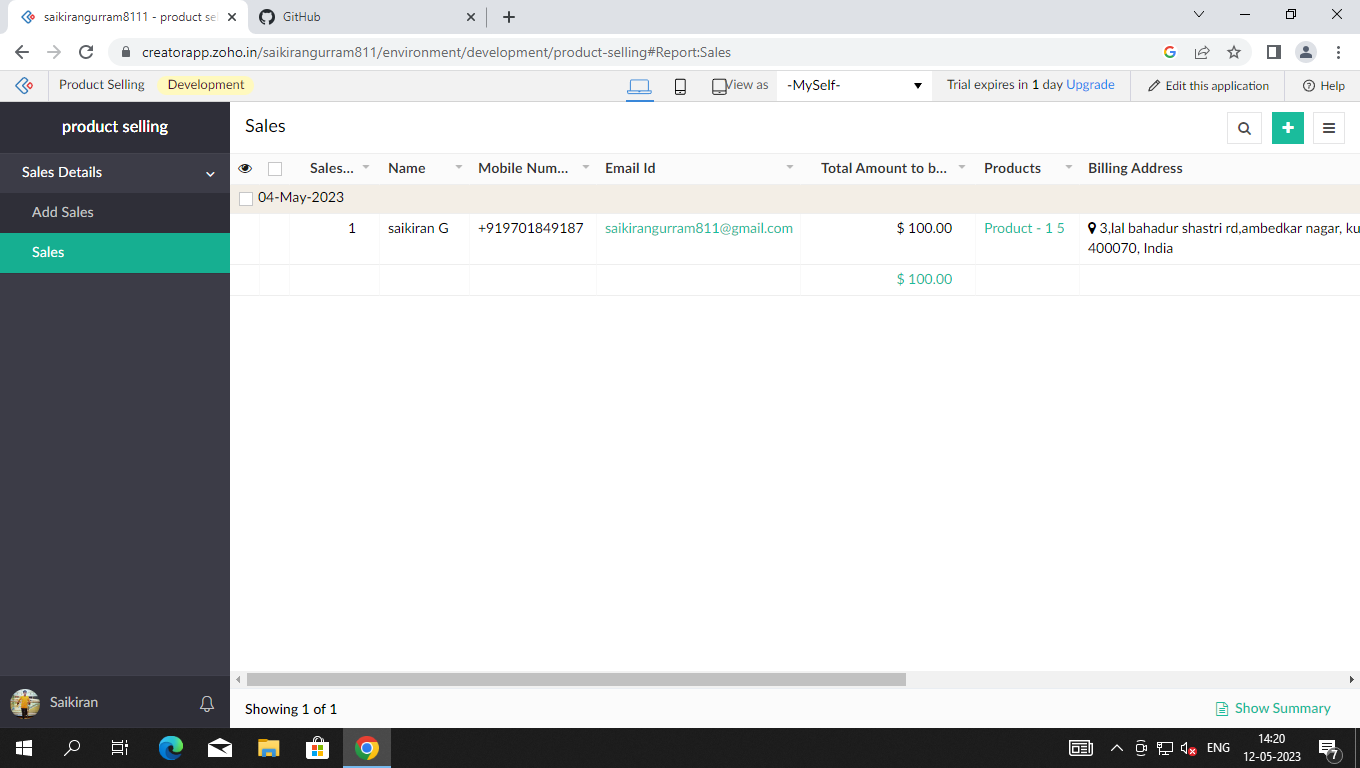 saikirangurram8111 - product se
GitHub
creatorapp.zoho.in/saikirangurram811/environment/development/product-selling#Report:Sales
Product Selling
Development
View as
-MySelf-
Trial expires in 1 day Upgrade
Edit this application
Help
product selling
Sales
Sales Details
Sales... Name Mobile Num... Email Id Total Amount to b... Products Billing Address
04-May-2023
Add Sales
1 saikiran G +919701849187 saikirangurram811@gmail.com $ 100.00 Product - 1 5 3,lal bahadur shastri rd,ambedkar nagar, ku
400070, India
Sales
$ 100.00
Saikiran
Showing 1 of 1
Show Summary
ENG
14:20
12-05-2023
7